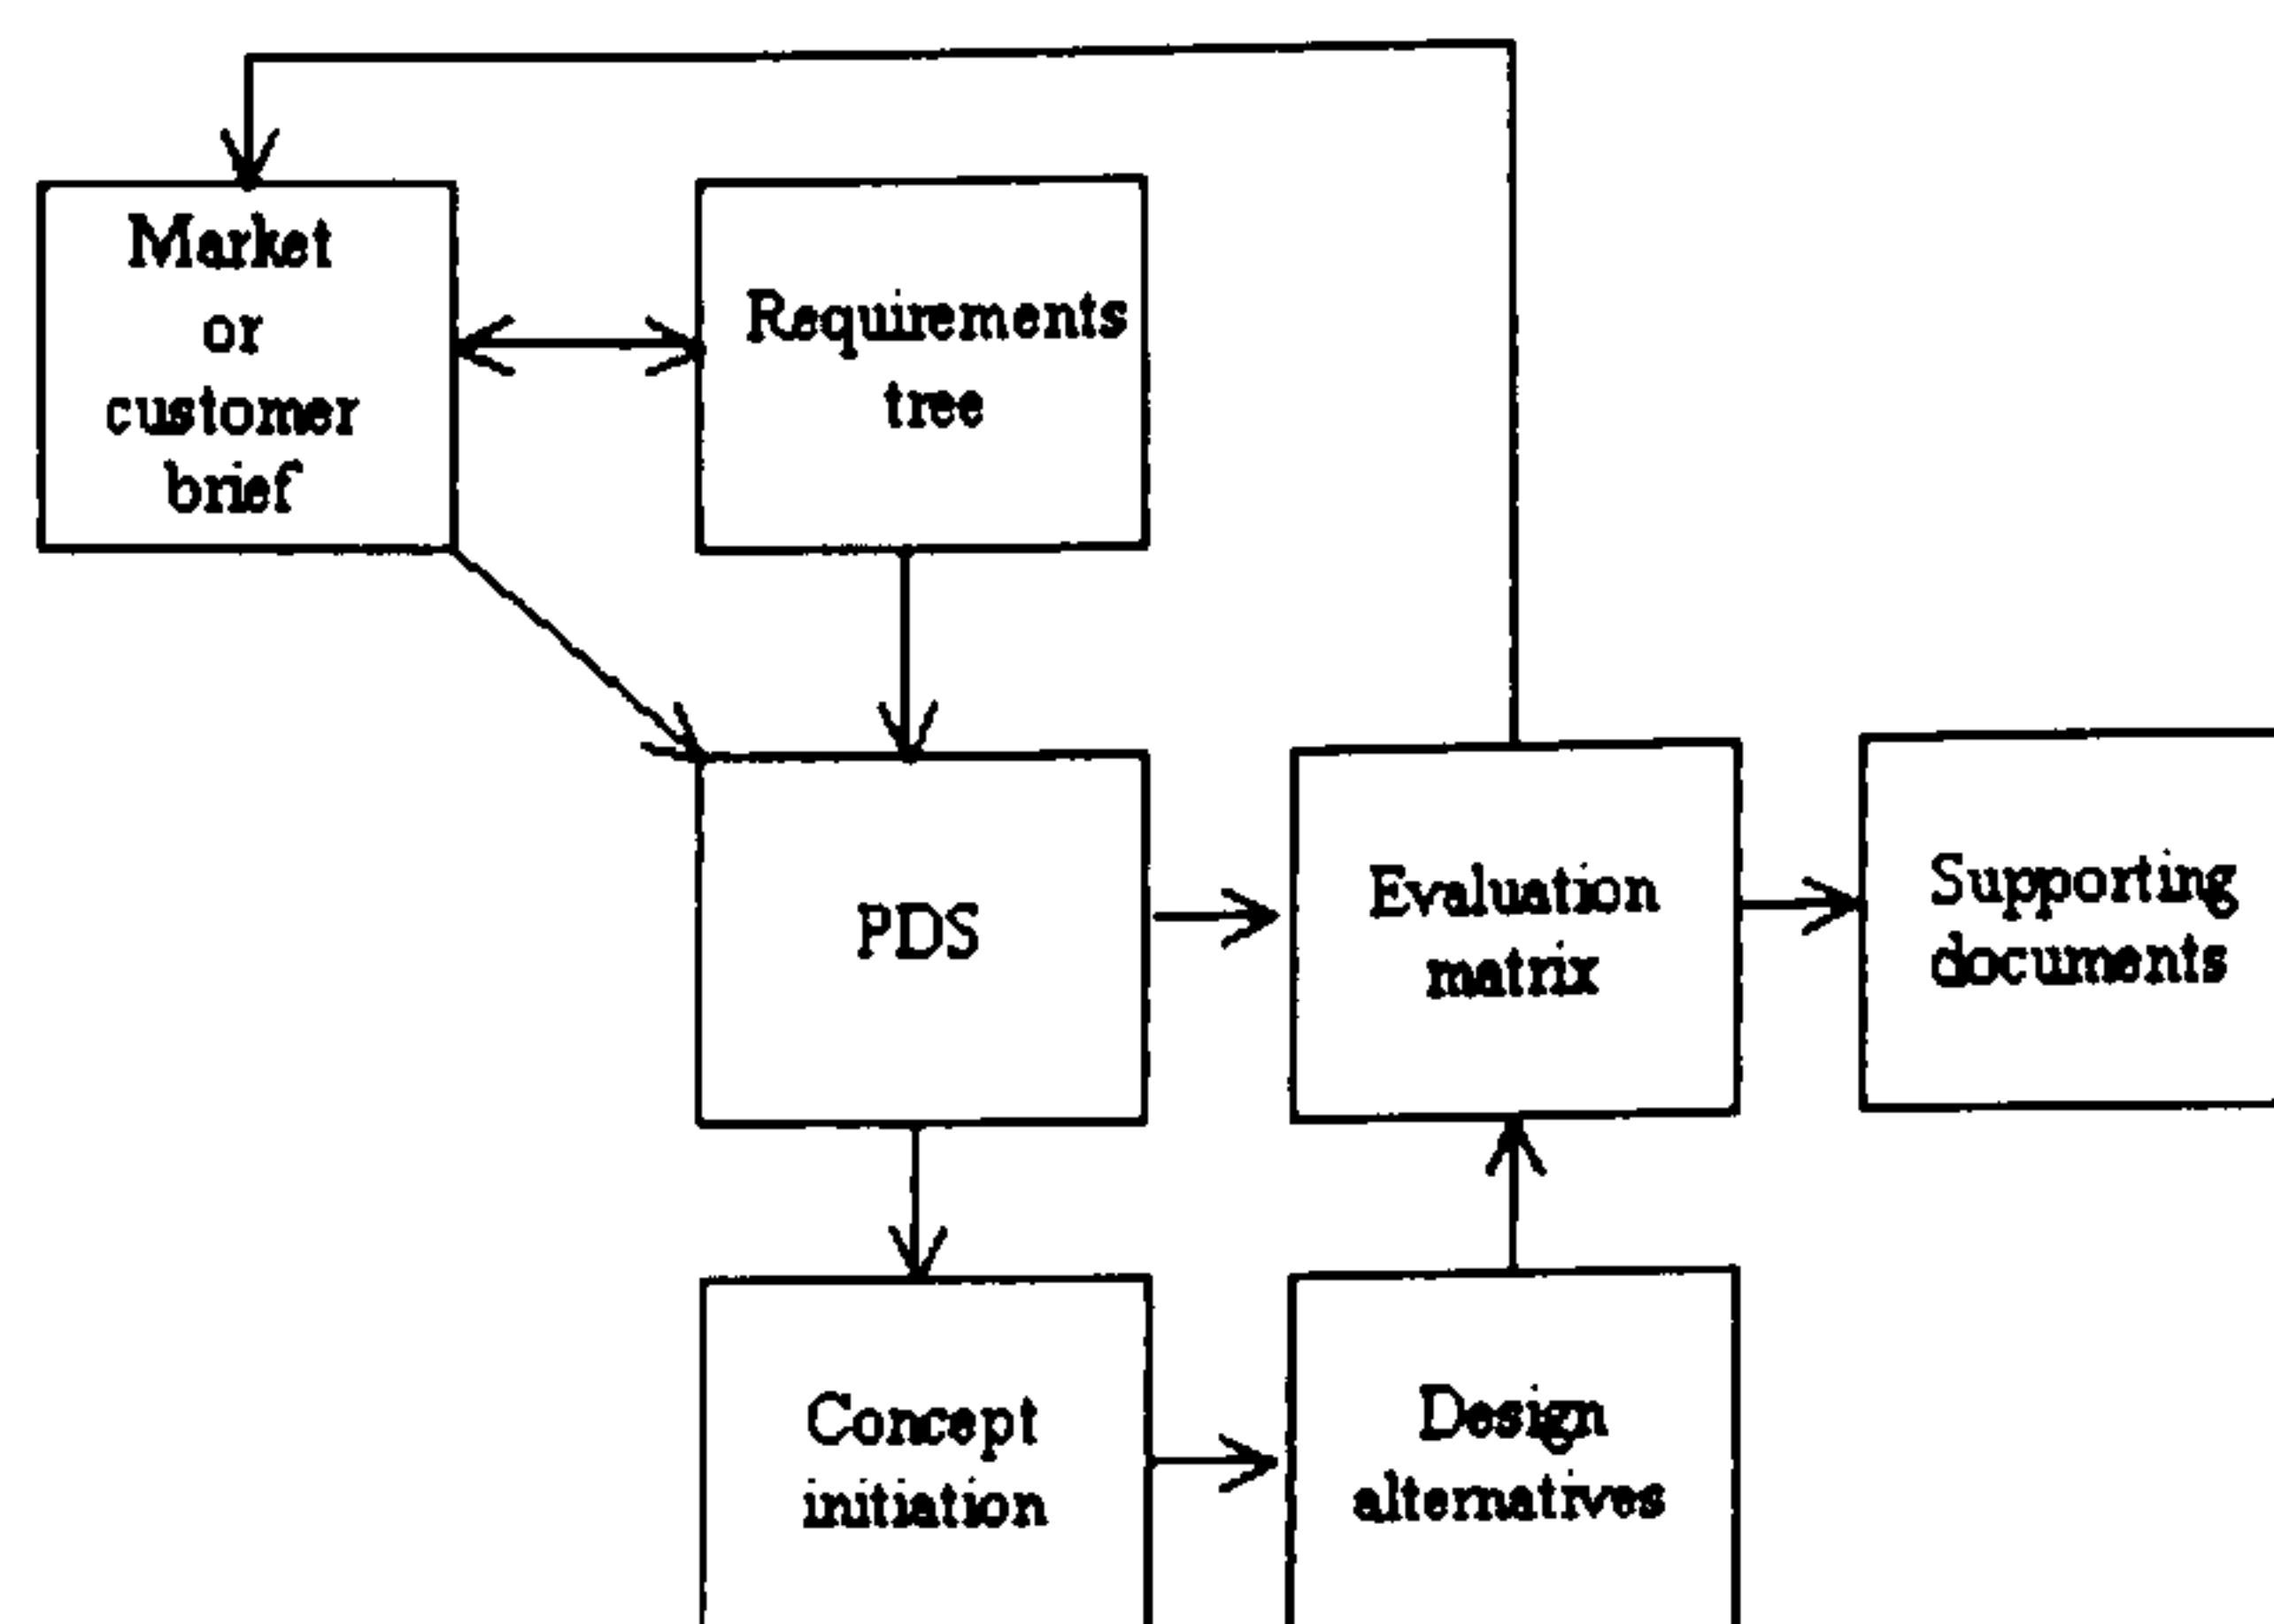 Market
or
customer
brief
Requirements
tree
PDS
Evaluation
matrix
Supporting
documents
Concept
initiation
Design
alternatives